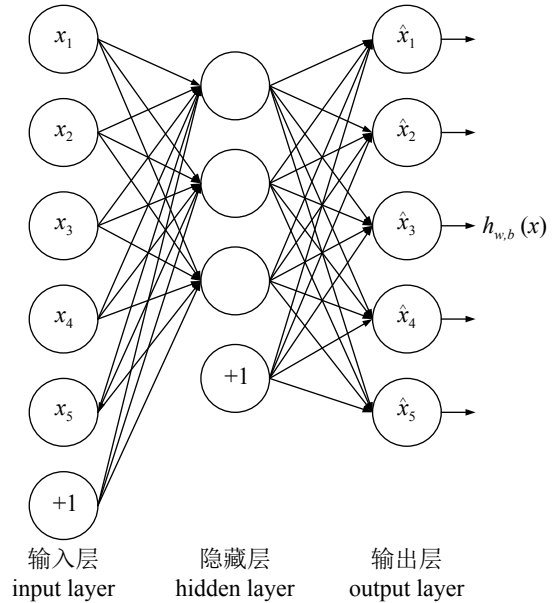 x₁
x₂
x₃
x₄
x₅
+1
+1
x̂₁
x̂₂
x̂₃
x̂₄
x̂₅
h_{w,b} (x)
输入层
input layer
隐藏层
hidden layer
输出层
output layer